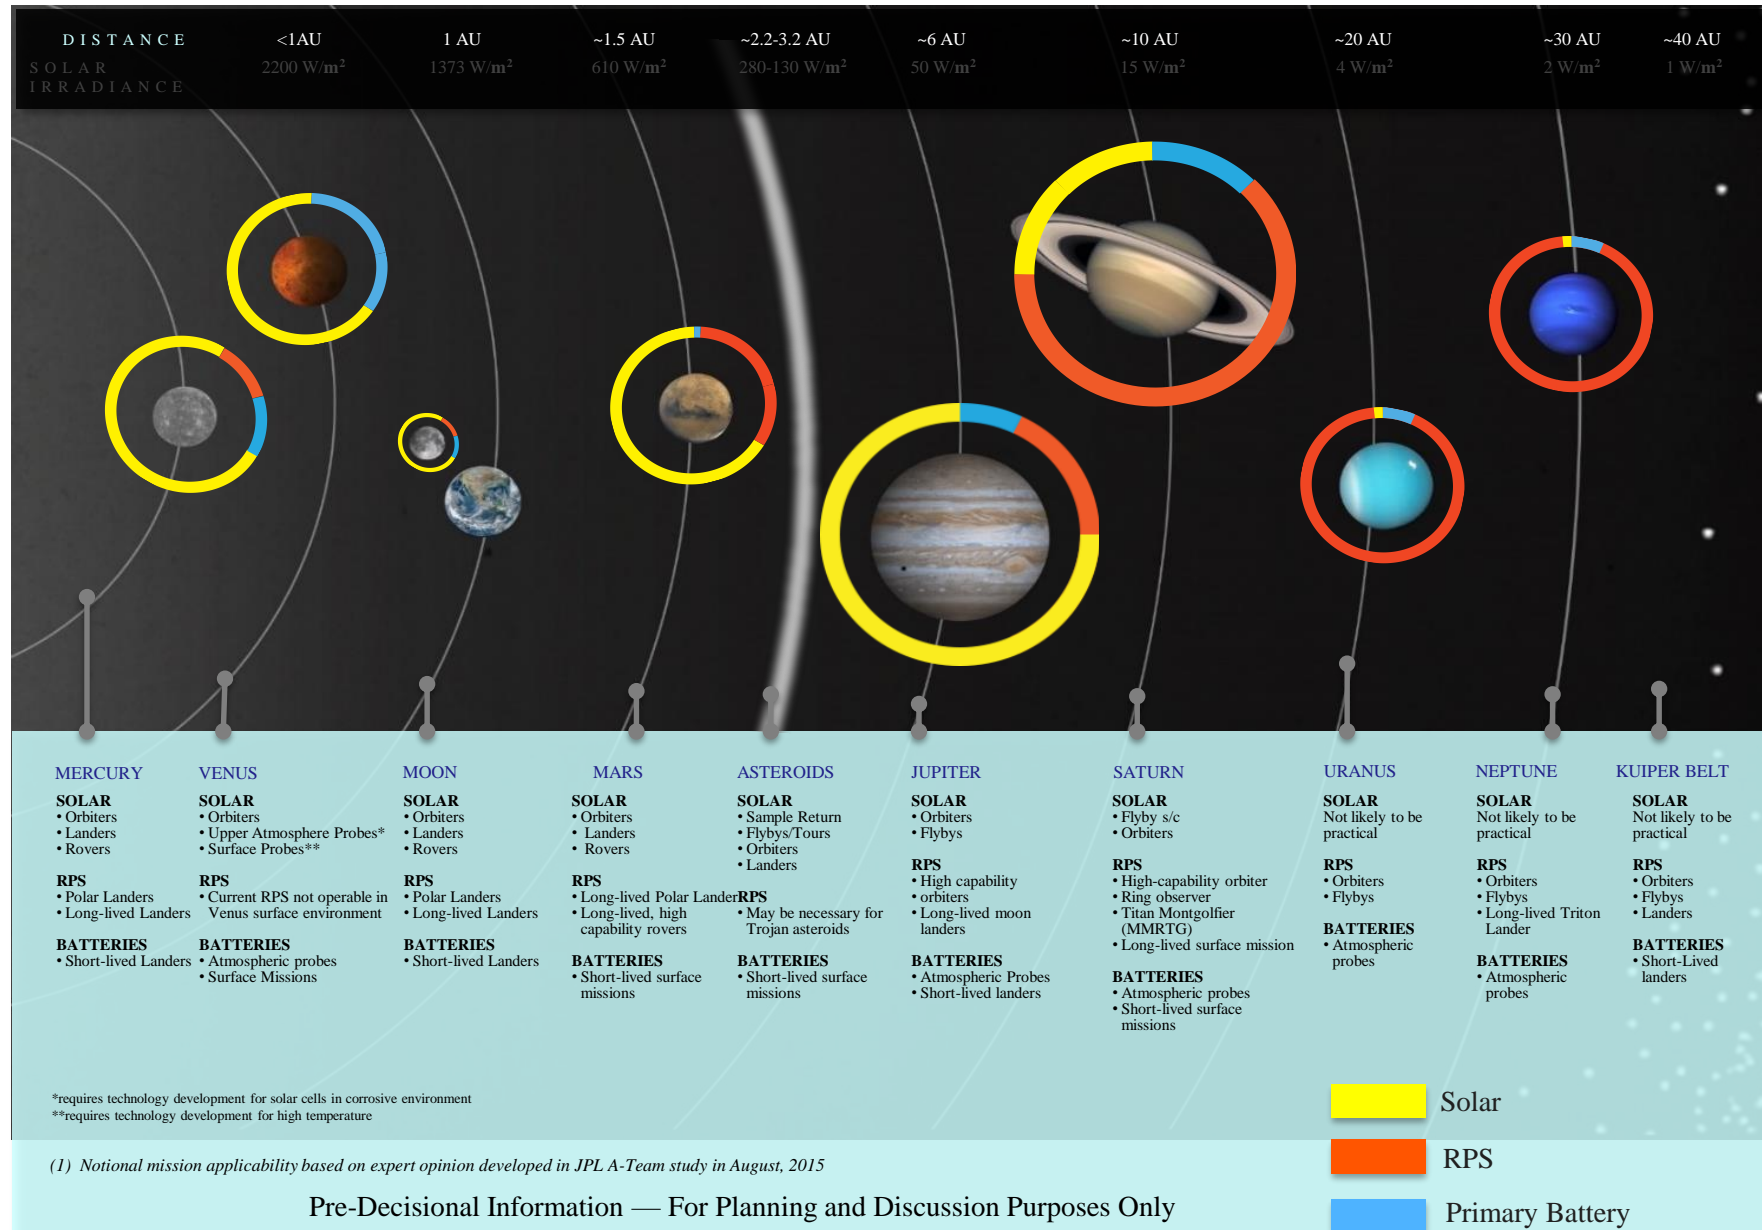 DISTANCE <1AU 1 AU ~1.5 AU ~2.2-3.2 AU ~6 AU ~10 AU ~20 AU ~30 AU ~40 AU
SOLAR
IRRADIANCE
2200 W/m² 1373 W/m² 610 W/m² 280-130 W/m² 50 W/m² 15 W/m² 4 W/m² 2 W/m² 1 W/m²
MERCURY
SOLAR
• Orbiters
• Landers
• Rovers
RPS
• Polar Landers
• Long-lived Landers
BATTERIES
• Short-lived Landers
VENUS
SOLAR
• Orbiters
• Upper Atmosphere Probes*
• Surface Probes**
RPS
• Current RPS not operable in
Venus surface environment
BATTERIES
• Atmospheric probes
• Surface Missions
MOON
SOLAR
• Orbiters
• Landers
• Rovers
RPS
• Polar Landers
• Long-lived Landers
BATTERIES
• Short-lived Landers
MARS
SOLAR
• Orbiters
• Landers
• Rovers
RPS
• Long-lived Polar Lander
• Long-lived, high
capability rovers
BATTERIES
• Short-lived surface
missions
ASTEROIDS
SOLAR
• Sample Return
• Flybys/Tours
• Orbiters
• Landers
RPS
• May be necessary for
Trojan asteroids
BATTERIES
• Short-lived surface
missions
JUPITER
SOLAR
• Orbiters
• Flybys
RPS
• High capability
• orbiters
• Long-lived moon
landers
BATTERIES
• Atmospheric Probes
• Short-lived landers
SATURN
SOLAR
• Flyby s/c
• Orbiters
RPS
• High-capability orbiter
• Ring observer
• Titan Montgolfier
(MMRTG)
• Long-lived surface mission
BATTERIES
• Atmospheric probes
• Short-lived surface
missions
URANUS
SOLAR
Not likely to be
practical
RPS
• Orbiters
• Flybys
BATTERIES
• Atmospheric
probes
NEPTUNE
SOLAR
Not likely to be
practical
RPS
• Orbiters
• Flybys
• Long-lived Triton
Lander
BATTERIES
• Atmospheric
probes
KUIPER BELT
SOLAR
Not likely to be
practical
RPS
• Orbiters
• Flybys
• Landers
BATTERIES
• Short-Lived
landers
*requires technology development for solar cells in corrosive environment
**requires technology development for high temperature
Solar
RPS
Primary Battery
(1) Notional mission applicability based on expert opinion developed in JPL A-Team study in August, 2015
Pre-Decisional Information — For Planning and Discussion Purposes Only